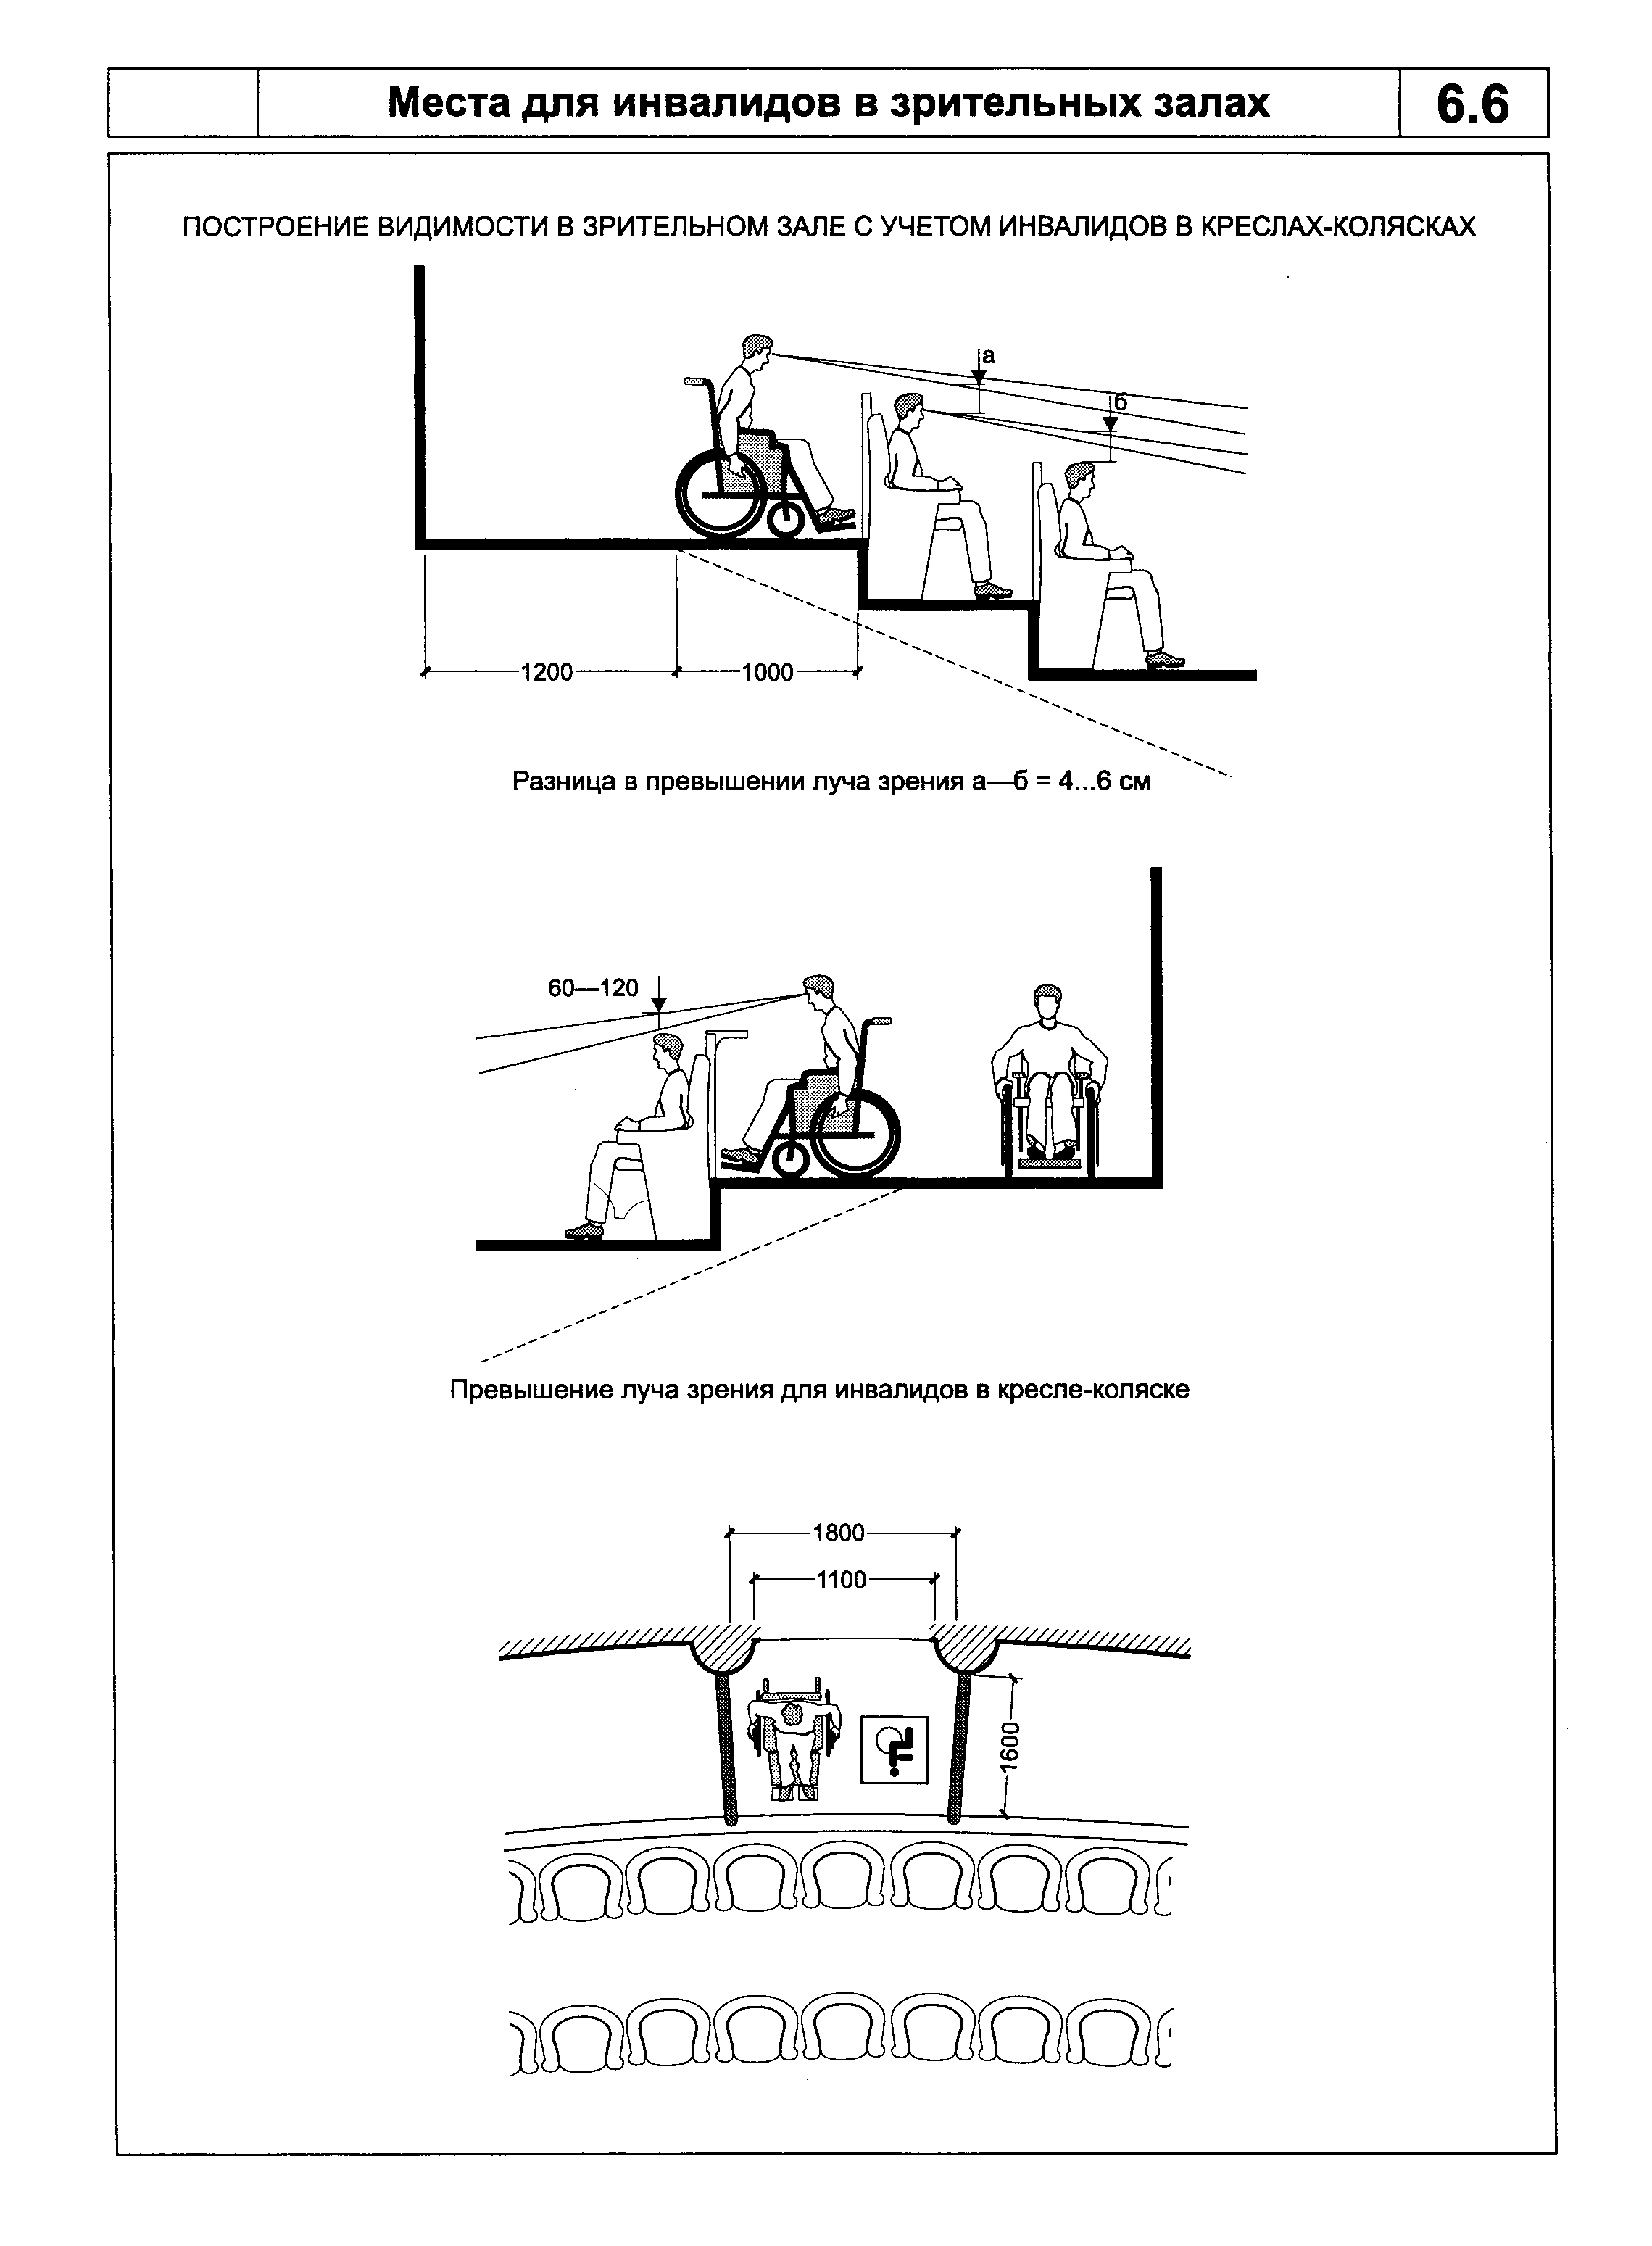 Места для инвалидов в зрительных залах
6.6
ПОСТРОЕНИЕ ВИДИМОСТИ В ЗРИТЕЛЬНОМ ЗАЛЕ С УЧЕТОМ ИНВАЛИДОВ В КРЕСЛАХ-КОЛЯСКАХ
а
б
1200
1000
Разница в превышении луча зрения а—б = 4...6 см
60—120
Превышение луча зрения для инвалидов в кресле-коляске
1800
1100
1600